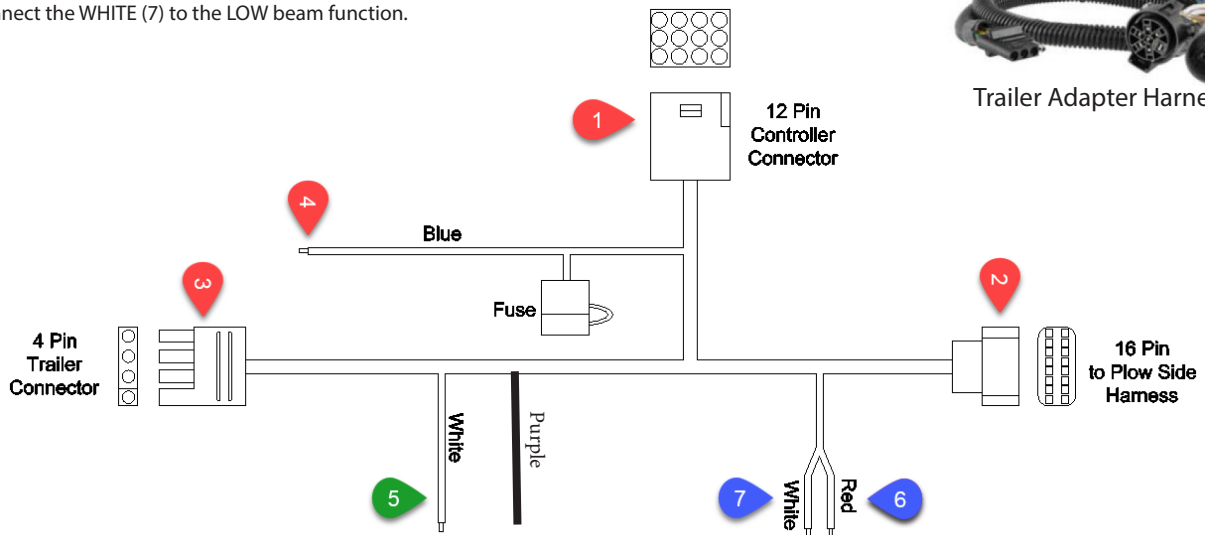 nnect the WHITE (7) to the LOW beam function.
Trailer Adapter Harne
1
12 Pin
Controller
Connector
4
Blue
3
Fuse
2
4 Pin
Trailer
Connector
16 Pin
to Plow Side
Harness
White
Purple
5
7
White
Red
6